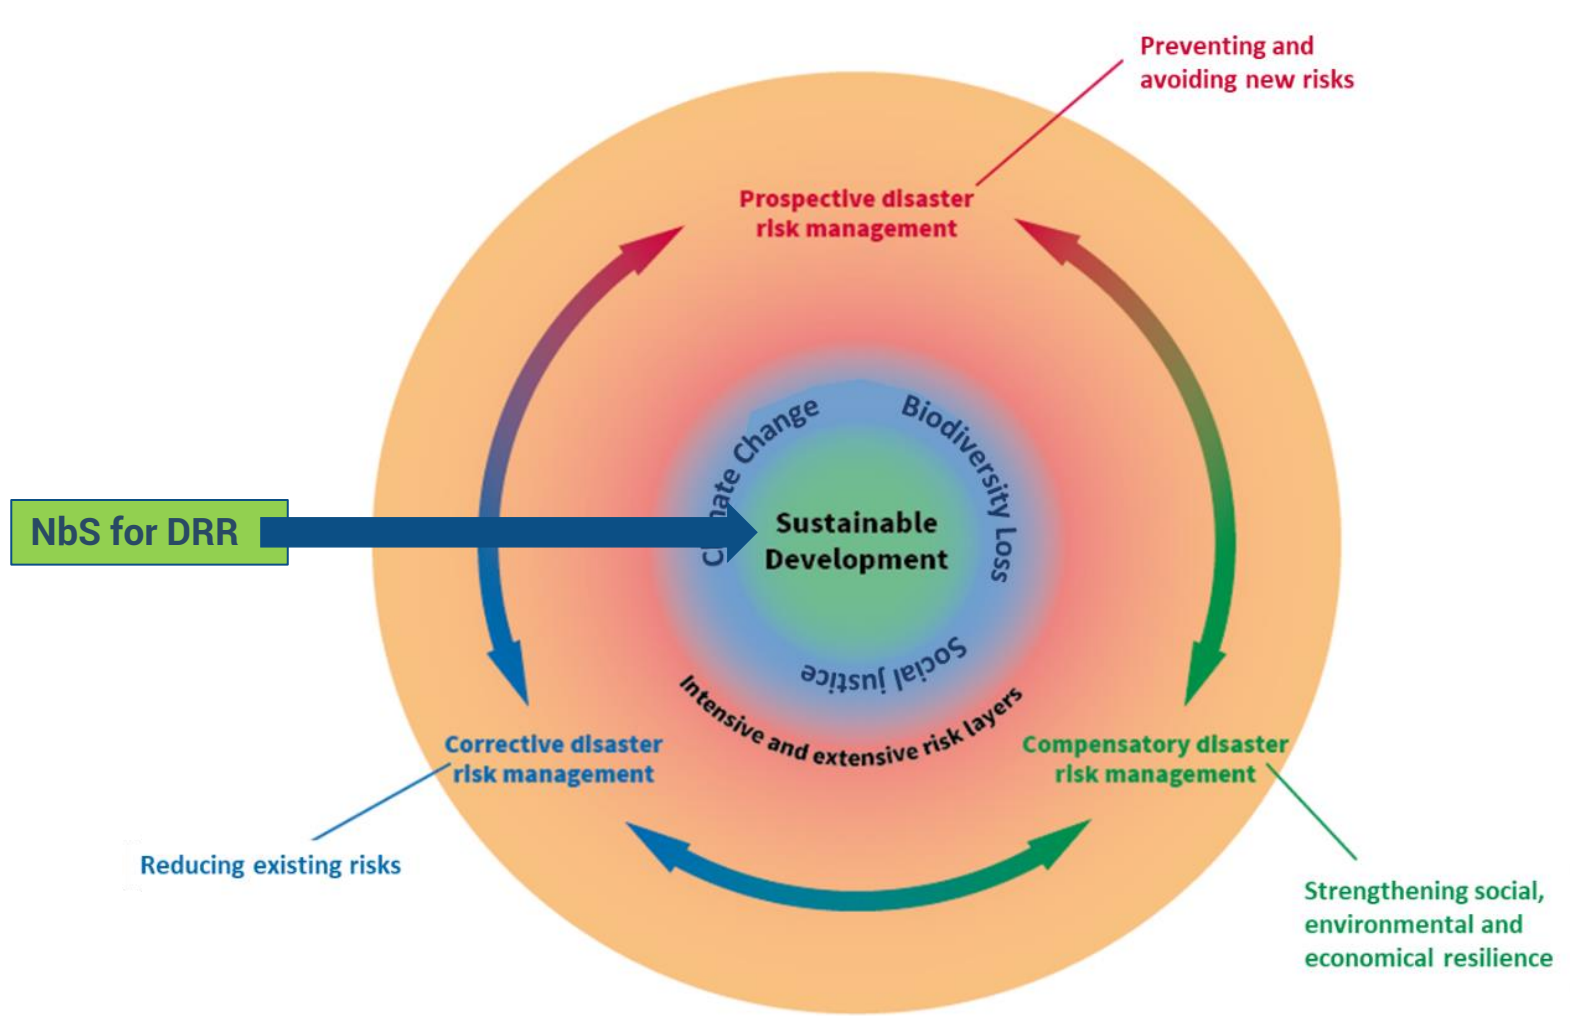 Preventing and
avoiding new risks
Prospective disaster
risk management
Climate Change
Biodiversity Loss
NbS for DRR
Sustainable
Development
Social justice
Intensive and extensive risk layers
Corrective disaster
risk management
Compensatory disaster
risk management
Reducing existing risks
Strengthening social,
environmental and
economical resilience